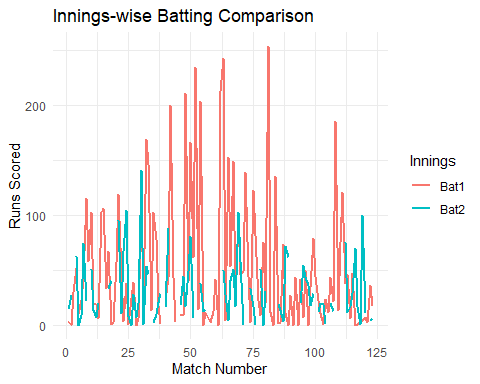 Innings-wise Batting Comparison
Runs Scored
200
100
0
0
25
50
75
100
125
Match Number
Innings
Bat1
Bat2